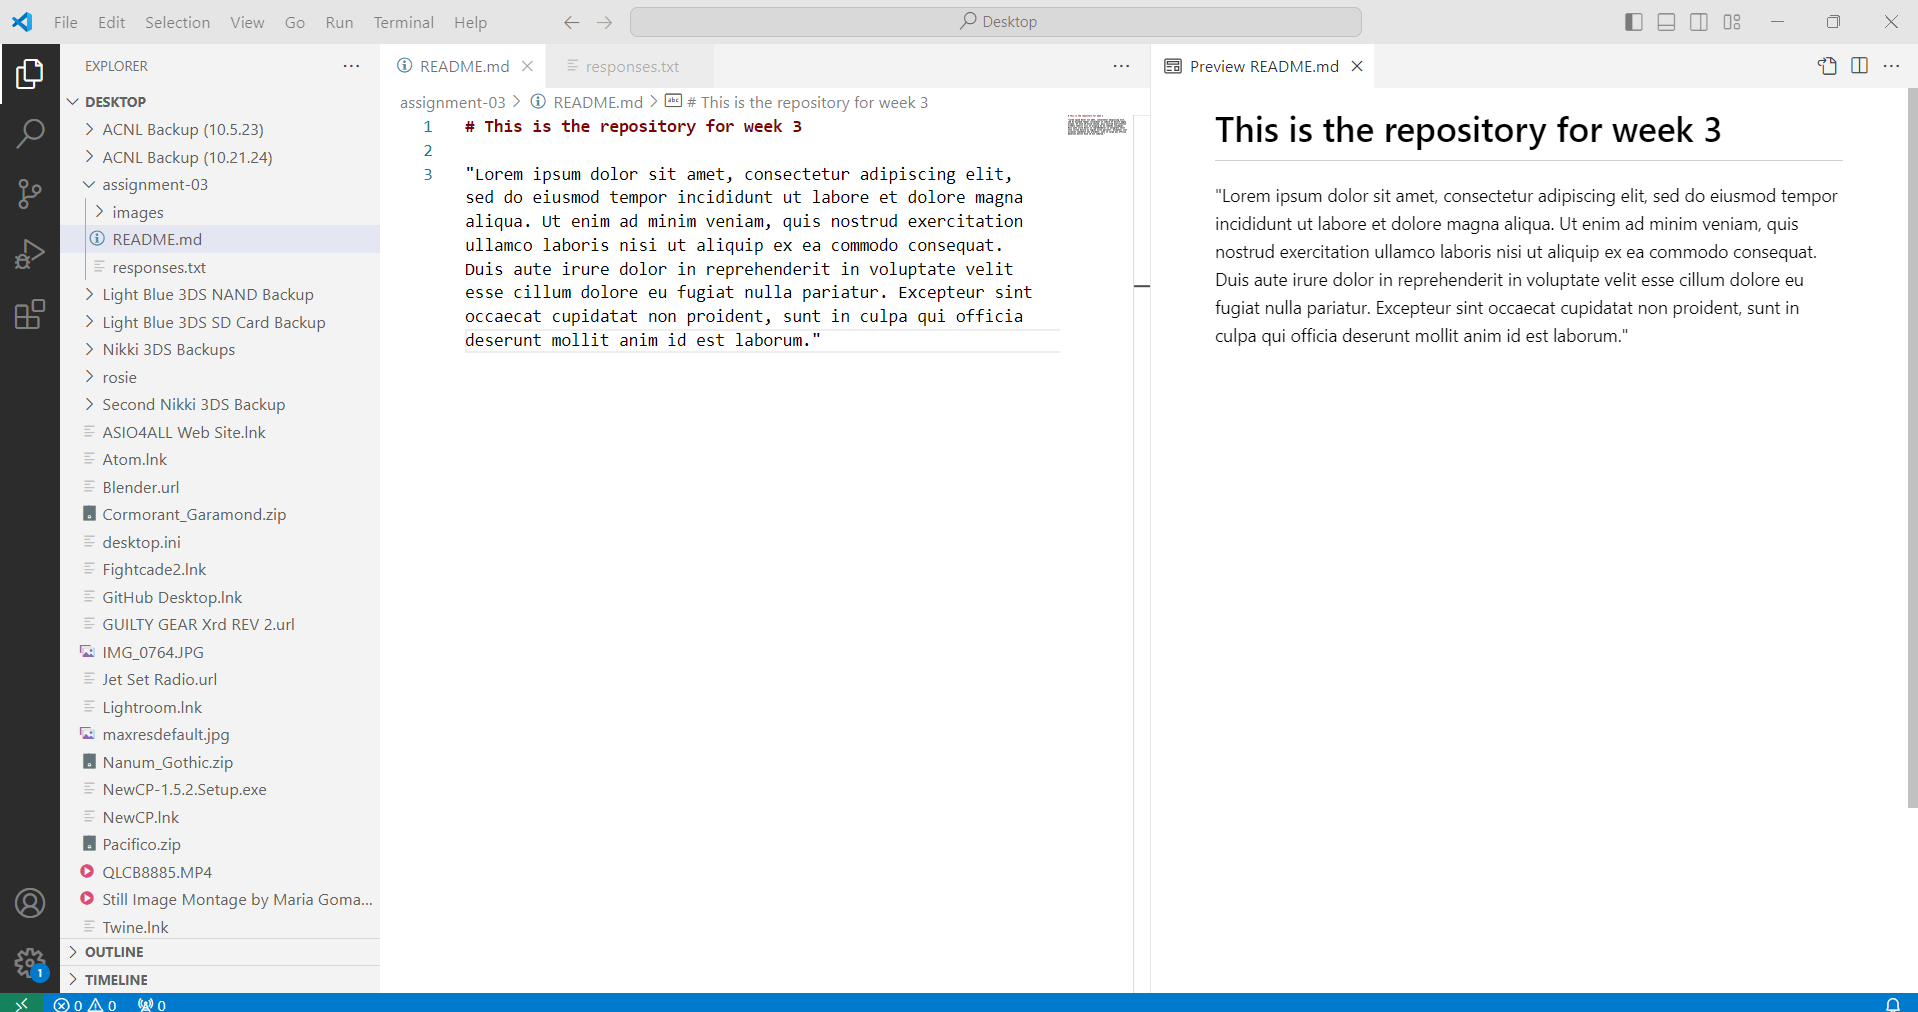 File Edit Selection View Go Run Terminal Help
Desktop
EXPLORER
DESKTOP
ACNL Backup (10.5.23)
ACNL Backup (10.21.24)
assignment-03
images
README.md
responses.txt
Light Blue 3DS NAND Backup
Light Blue 3DS SD Card Backup
Nikki 3DS Backups
rosie
Second Nikki 3DS Backup
ASIO4ALL Web Site.lnk
Atom.lnk
Blender.url
Cormorant_Garamond.zip
desktop.ini
Fightcade2.lnk
GitHub Desktop.lnk
GUILTY GEAR Xrd REV 2.url
IMG_0764.JPG
Jet Set Radio.url
Lightroom.lnk
maxresdefault.jpg
Nanum_Gothic.zip
NewCP-1.5.2.Setup.exe
NewCP.lnk
Pacifico.zip
QLCB8885.MP4
Still Image Montage by Maria Goma...
Twine.lnk
OUTLINE
TIMELINE
README.md
responses.txt
assignment-03 > README.md > # This is the repository for week 3
1 # This is the repository for week 3
2
3 "Lorem ipsum dolor sit amet, consectetur adipiscing elit,
sed do eiusmod tempor incididunt ut labore et dolore magna
aliqua. Ut enim ad minim veniam, quis nostrud exercitation
ullamco laboris nisi ut aliquip ex ea commodo consequat.
Duis aute irure dolor in reprehenderit in voluptate velit
esse cillum dolore eu fugiat nulla pariatur. Excepteur sint
occaecat cupidatat non proident, sunt in culpa qui officia
deserunt mollit anim id est laborum."
Preview README.md
This is the repository for week 3
"Lorem ipsum dolor sit amet, consectetur adipiscing elit, sed do eiusmod tempor
incididunt ut labore et dolore magna aliqua. Ut enim ad minim veniam, quis
nostrud exercitation ullamco laboris nisi ut aliquip ex ea commodo consequat.
Duis aute irure dolor in reprehenderit in voluptate velit esse cillum dolore eu
fugiat nulla pariatur. Excepteur sint occaecat cupidatat non proident, sunt in
culpa qui officia deserunt mollit anim id est laborum."
1
0 0 0